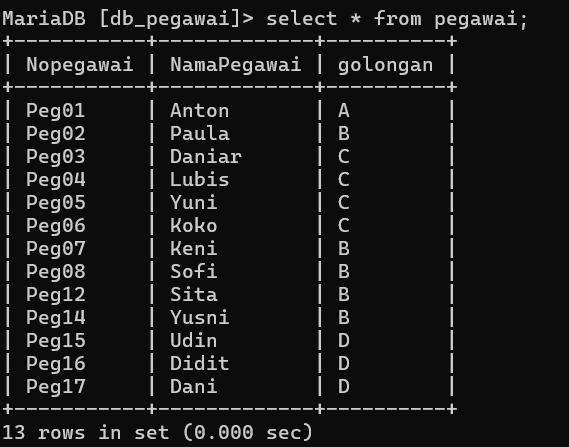 MariaDB [db_pegawai]> select * from pegawai;
+-----------+-------------+----------+
| Nopegawai | NamaPegawai | golongan |
+-----------+-------------+----------+
| Peg01     | Anton       | A        |
| Peg02     | Paula       | B        |
| Peg03     | Daniar      | C        |
| Peg04     | Lubis       | C        |
| Peg05     | Yuni        | C        |
| Peg06     | Koko        | C        |
| Peg07     | Keni        | B        |
| Peg08     | Sofi        | B        |
| Peg12     | Sita        | B        |
| Peg14     | Yusni       | B        |
| Peg15     | Udin        | D        |
| Peg16     | Didit       | D        |
| Peg17     | Dani        | D        |
+-----------+-------------+----------+
13 rows in set (0.000 sec)